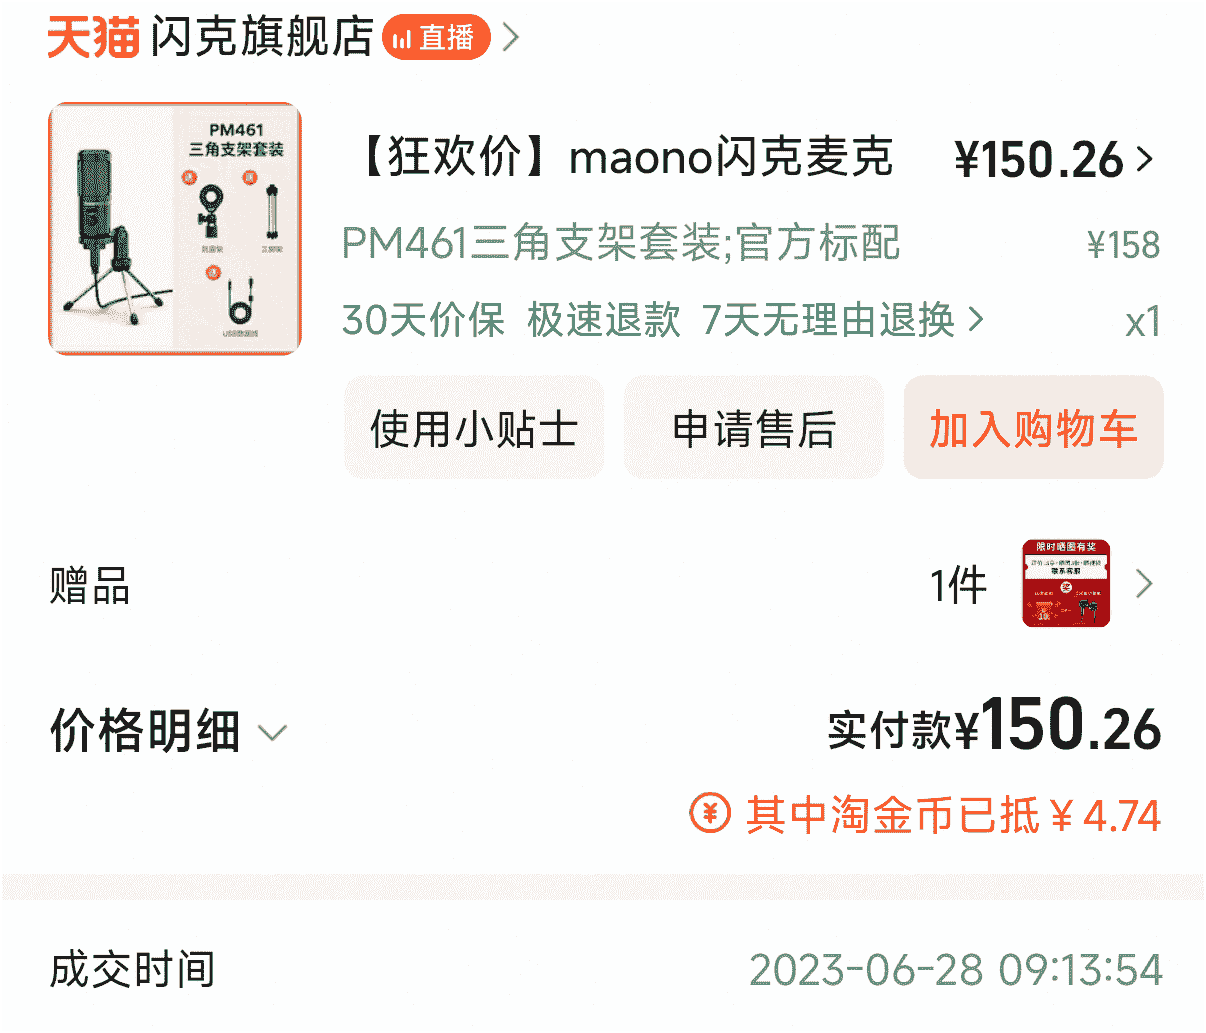 天猫 闪克旗舰店 直播
PM461
三角支架套装
【狂欢价】maono闪克麦克 ¥150.26
PM461三角支架套装;官方标配 ¥158
30天价保 极速退款 7天无理由退换 x1
使用小贴士 申请售后 加入购物车
赠品 1件
限时晒图有奖
联系客服
价格明细 实付款¥150.26
其中淘金币已抵¥4.74
成交时间 2023-06-28 09:13:54